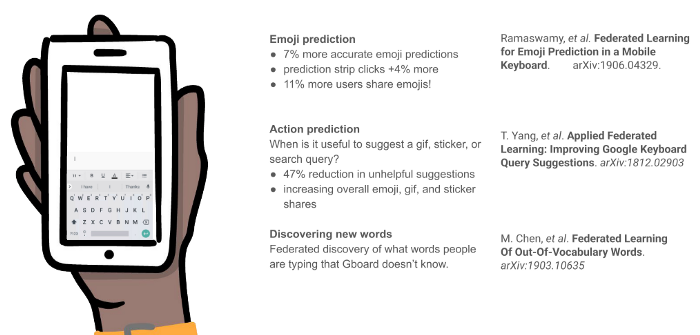 Emoji prediction
● 7% more accurate emoji predictions
● prediction strip clicks +4% more
● 11% more users share emojis!
Ramaswamy, et al. Federated Learning
for Emoji Prediction in a Mobile
Keyboard. arXiv:1906.04329.
Action prediction
When is it useful to suggest a gif, sticker, or
search query?
● 47% reduction in unhelpful suggestions
● increasing overall emoji, gif, and sticker
shares
T. Yang, et al. Applied Federated
Learning: Improving Google Keyboard
Query Suggestions. arXiv:1812.02903
Discovering new words
Federated discovery of what words people
are typing that Gboard doesn't know.
M. Chen, et al. Federated Learning
Of Out-Of-Vocabulary Words.
arXiv:1903.10635
I have I Thanks
Q W E R T Y U I O P
A S D F G H J K L
Z X C V B N M